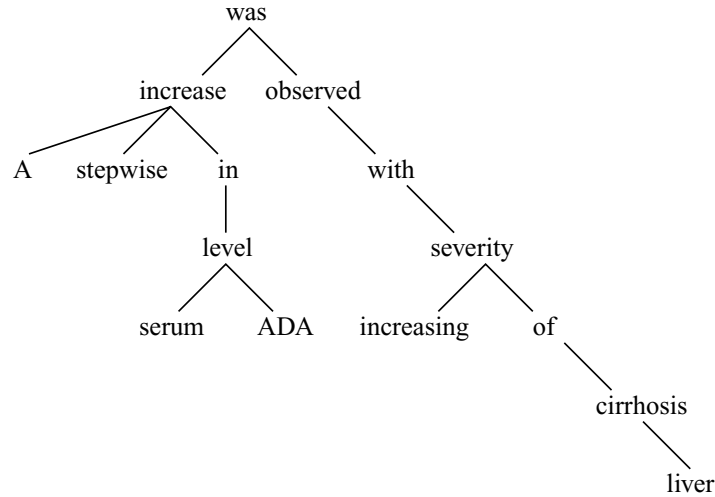 was
increase observed
A stepwise in with
level severity
serum ADA increasing of
cirrhosis
liver